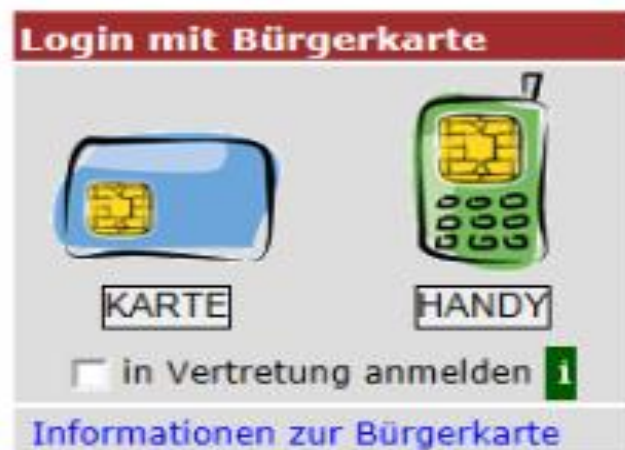 Login mit Bürgerkarte
KARTE HANDY
in Vertretung anmelden i
Informationen zur Bürgerkarte